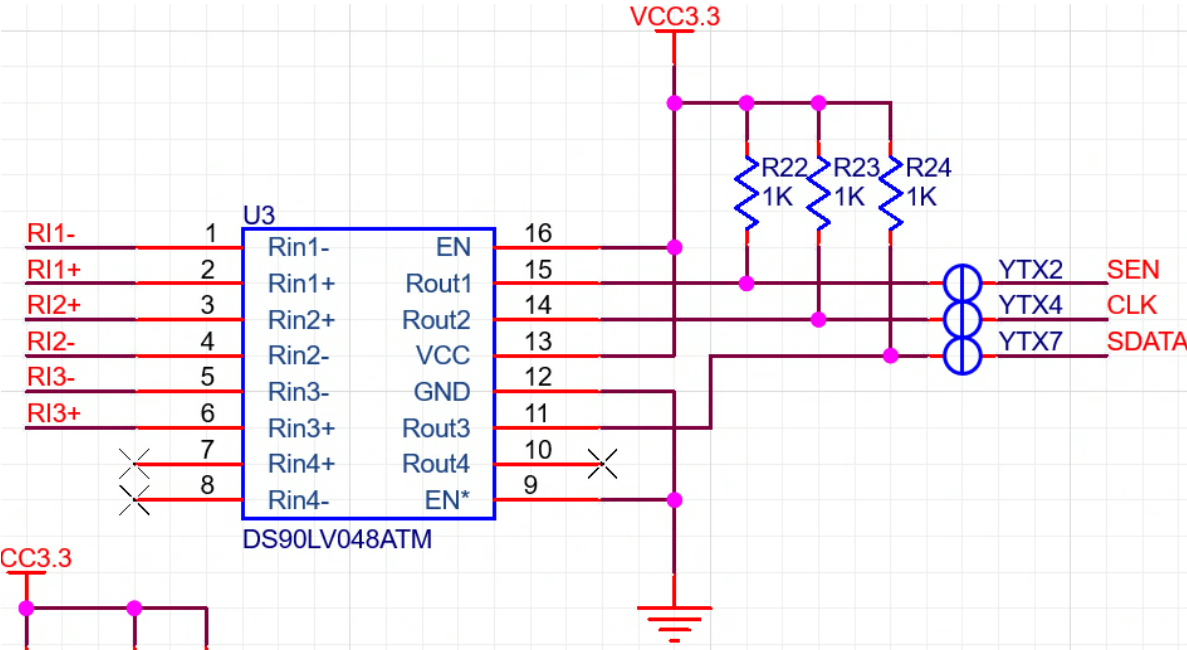 VCC3.3
R22 R23 R24
1K 1K 1K
U3
RI1- 1 Rin1- EN 16
RI1+ 2 Rin1+ Rout1 15 YTX2 SEN
RI2+ 3 Rin2+ Rout2 14 YTX4 CLK
RI2- 4 Rin2- VCC 13 YTX7 SDATA
RI3- 5 Rin3- GND 12
RI3+ 6 Rin3+ Rout3 11
7 Rin4+ Rout4 10
8 Rin4- EN* 9
DS90LV048ATM
CC3.3